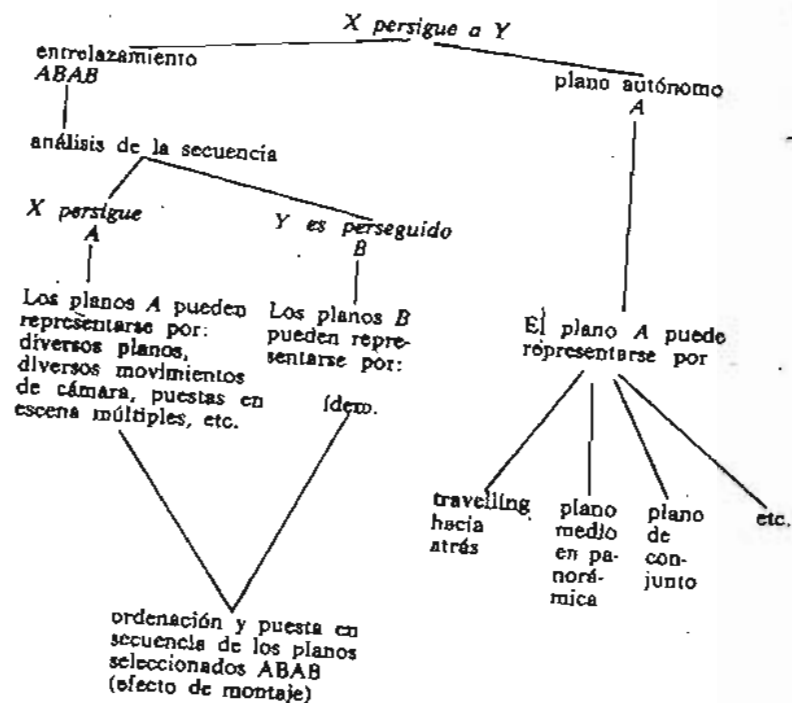 X persigue a Y
entrelazamiento
ABAB
plano autónomo
A
análisis de la secuencia
X persigue
A
Y es perseguido
B
Los planos A pueden
representarse por:
diversos planos,
diversos movimientos
de cámara, puestas en
escena múltiples, etc.
Los planos B
pueden repre-
sentarse por:
ídem.
El plano A puede
representarse por
travelling
hacia
atrás
plano
medio
en pa-
norá-
mica
plano
de
con-
junto
etc.
ordenación y puesta en
secuencia de los planos
seleccionados ABAB
(efecto de montaje)